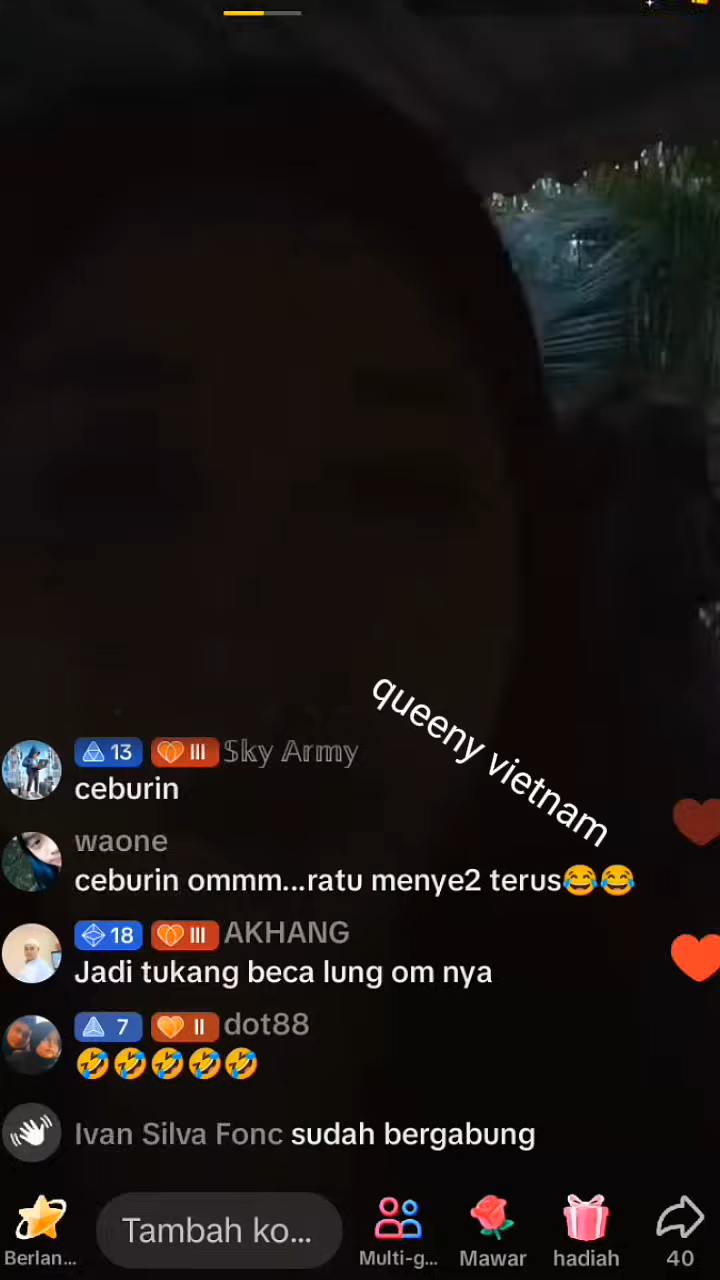 queeny vietnam
13 III 𝕊ky 𝔸rmy
ceburin
waone
ceburin ommm...ratu menye2 terus😂😂
18 III AKHANG
Jadi tukang beca lung om nya
7 II dot88
🤣🤣🤣🤣🤣
Ivan Silva Fonc sudah bergabung
Tambah ko...
Berlan... Multi-g... Mawar hadiah 40